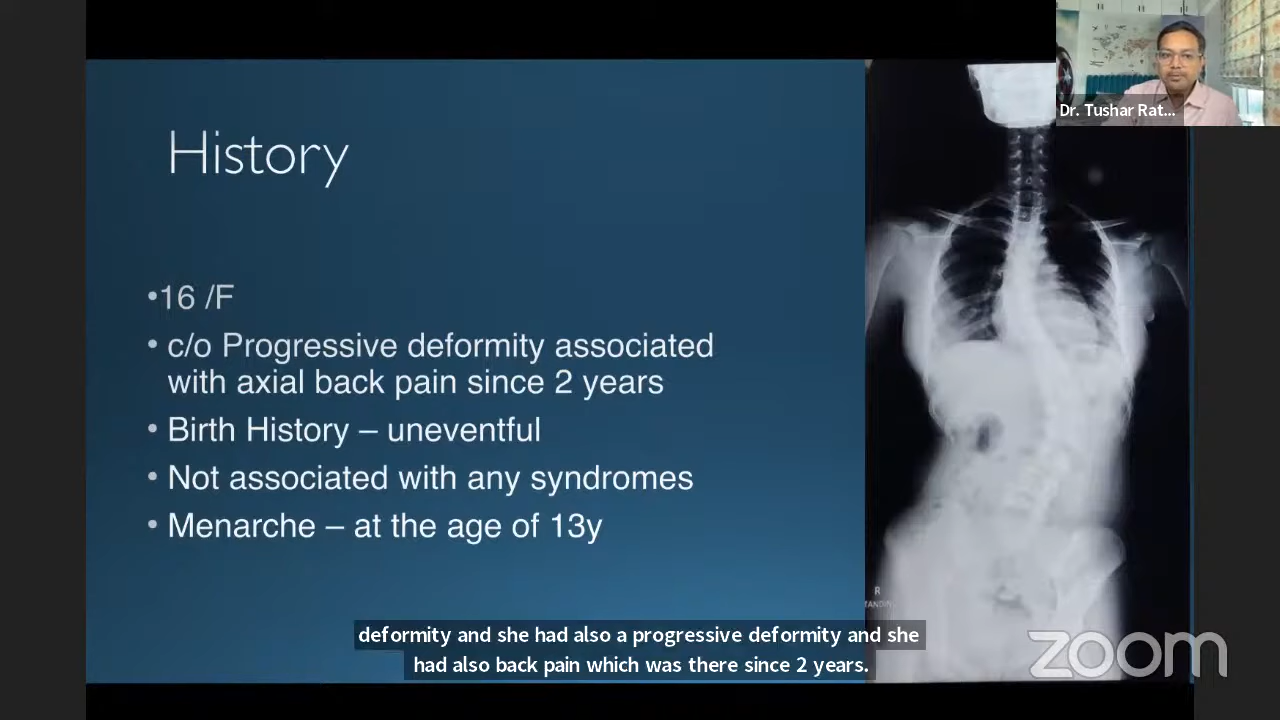 Dr. Tushar Rat...
History
•16 /F
• c/o Progressive deformity associated
with axial back pain since 2 years
• Birth History – uneventful
• Not associated with any syndromes
• Menarche – at the age of 13y
R
STANDING
deformity and she had also a progressive deformity and she
had also back pain which was there since 2 years.
zoom